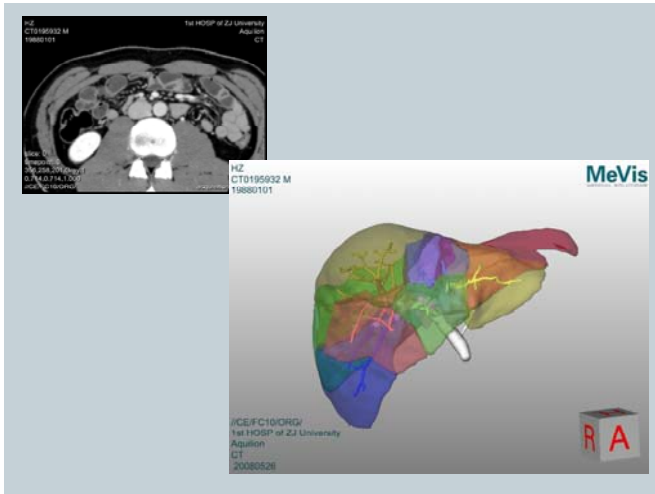 HZ
CT0195932 M
19880101
1st HOSP of ZJ University
Aquilion
CT
HZ
CT0195932 M
19880101
MeVis
//CE/FC10/ORG/
1st HOSP of ZJ University
Aquilion
CT
20080526
R A